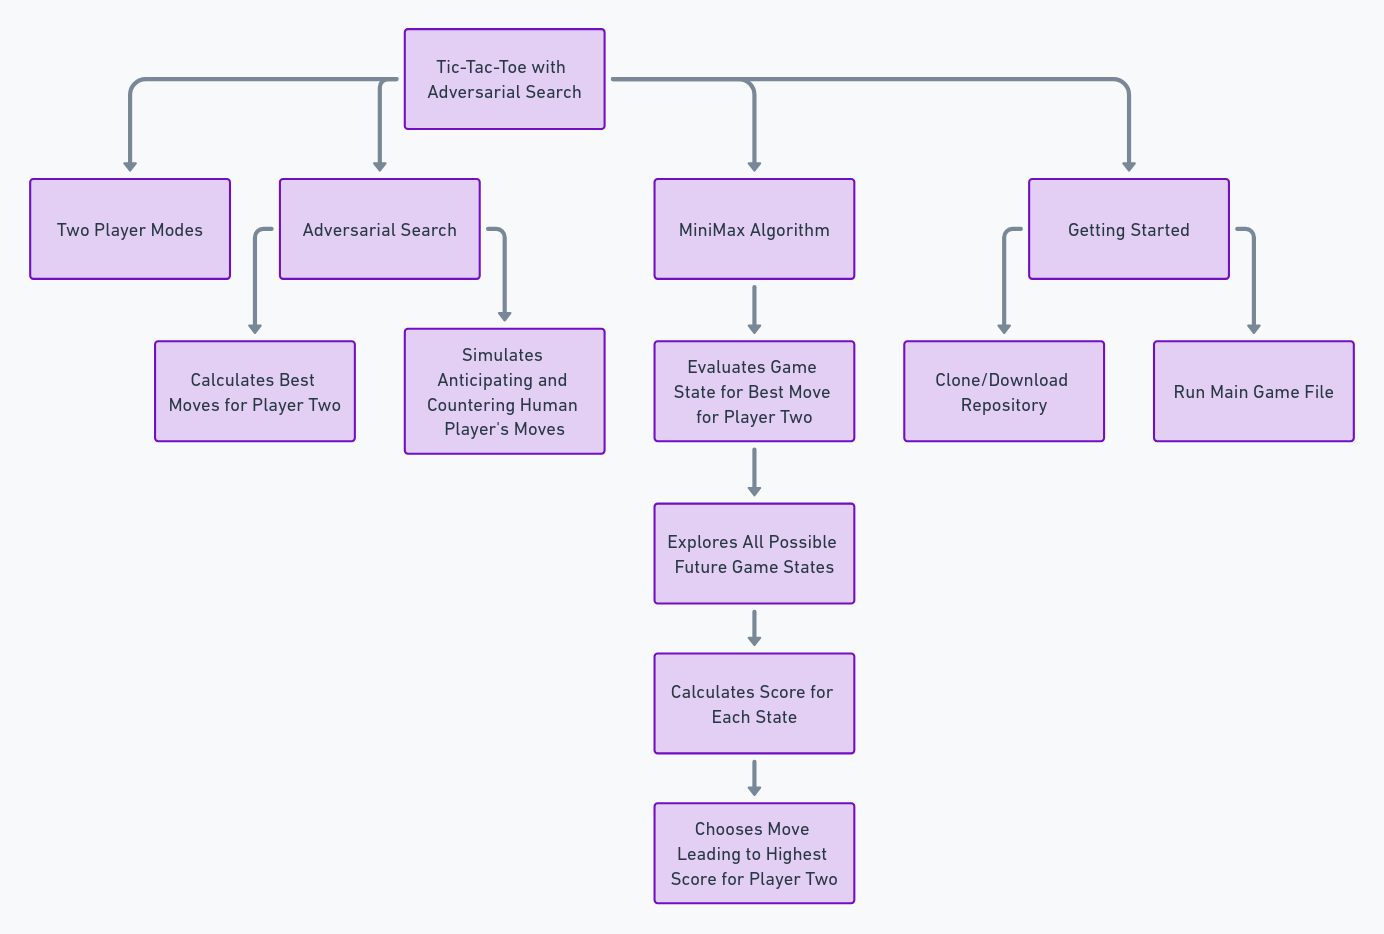 Tic-Tac-Toe with
Adversarial Search
Two Player Modes
Adversarial Search
MiniMax Algorithm
Getting Started
Calculates Best
Moves for Player Two
Simulates
Anticipating and
Countering Human
Player's Moves
Evaluates Game
State for Best Move
for Player Two
Clone/Download
Repository
Run Main Game File
Explores All Possible
Future Game States
Calculates Score for
Each State
Chooses Move
Leading to Highest
Score for Player Two